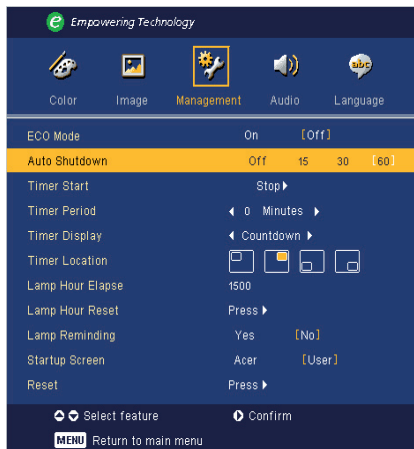 e Empowering Technology
Color Image Management Audio abc Language
ECO Mode On [Off]
Auto Shutdown Off 15 30 [60]
Timer Start Stop
Timer Period 0 Minutes
Timer Display Countdown
Timer Location
Lamp Hour Elapse 1500
Lamp Hour Reset Press
Lamp Reminding Yes [No]
Startup Screen Acer [User]
Reset Press
Select feature Confirm
MENU Return to main menu